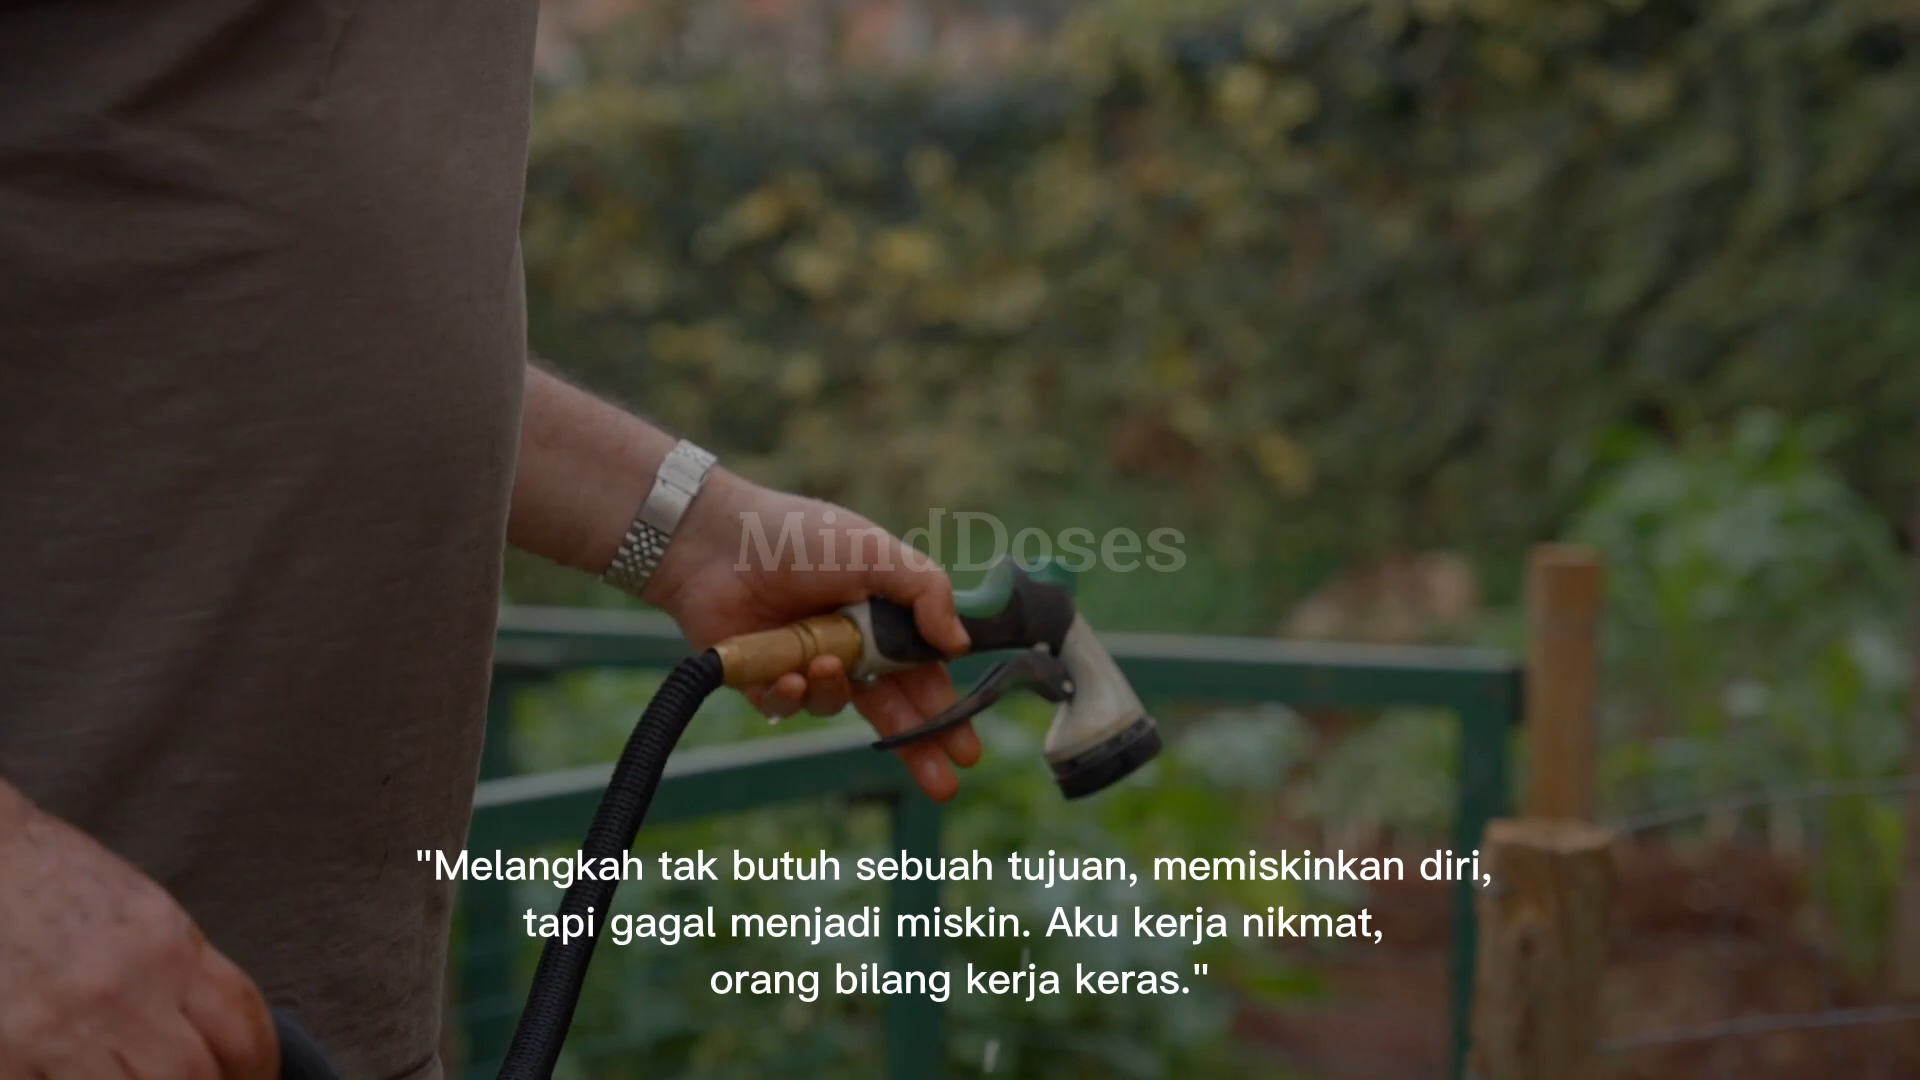 MindDoses
"Melangkah tak butuh sebuah tujuan, memiskinkan diri,
tapi gagal menjadi miskin. Aku kerja nikmat,
orang bilang kerja keras."